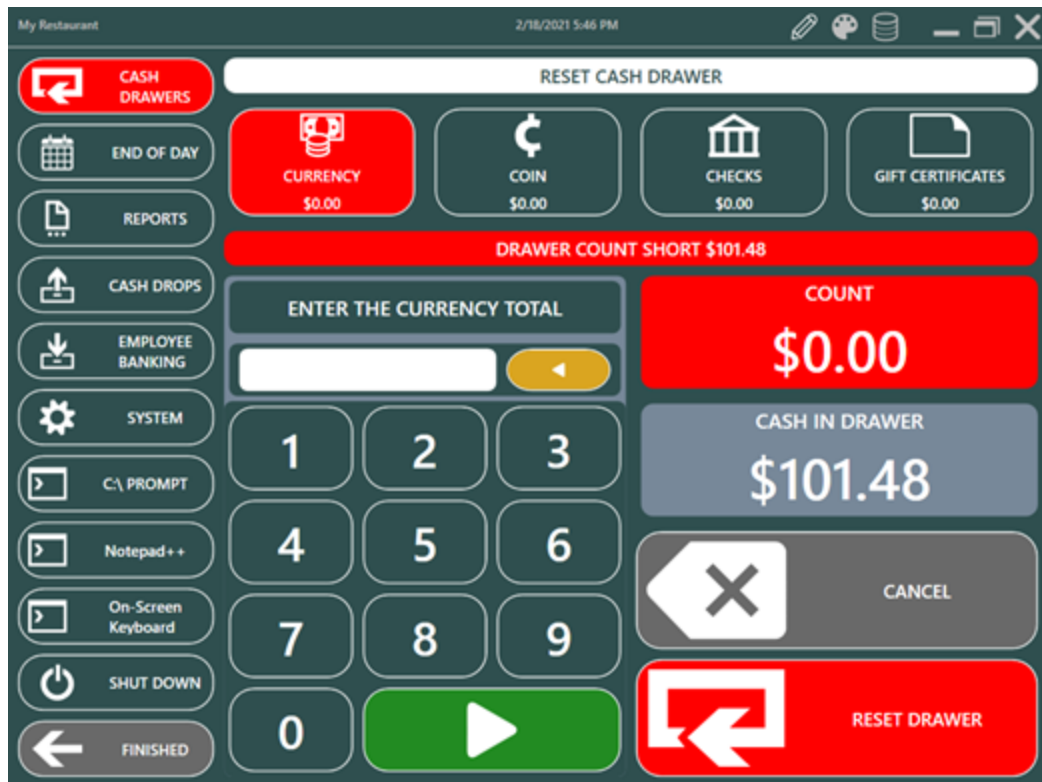 My Restaurant
2/18/2021 5:46 PM
CASH
DRAWERS
END OF DAY
REPORTS
CASH DROPS
EMPLOYEE
BANKING
SYSTEM
C:\ PROMPT
Notepad++
On-Screen
Keyboard
SHUT DOWN
FINISHED
RESET CASH DRAWER
CURRENCY
$0.00
COIN
$0.00
CHECKS
$0.00
GIFT CERTIFICATES
$0.00
DRAWER COUNT SHORT $101.48
ENTER THE CURRENCY TOTAL
1 2 3
4 5 6
7 8 9
0
COUNT
$0.00
CASH IN DRAWER
$101.48
CANCEL
RESET DRAWER